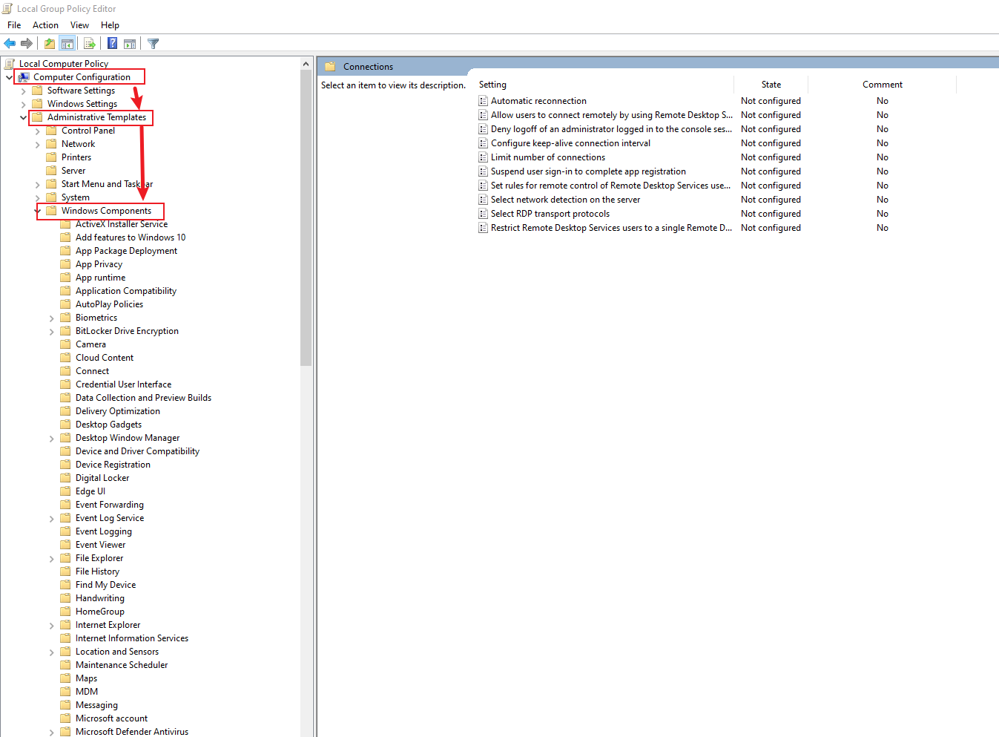 Local Group Policy Editor
File Action View Help
Local Computer Policy
Computer Configuration
Software Settings
Windows Settings
Administrative Templates
Control Panel
Network
Printers
Server
Start Menu and Taskbar
System
Windows Components
ActiveX Installer Service
Add features to Windows 10
App Package Deployment
App Privacy
App runtime
Application Compatibility
AutoPlay Policies
Biometrics
BitLocker Drive Encryption
Camera
Cloud Content
Connect
Credential User Interface
Data Collection and Preview Builds
Delivery Optimization
Desktop Gadgets
Desktop Window Manager
Device and Driver Compatibility
Device Registration
Digital Locker
Edge UI
Event Forwarding
Event Log Service
Event Logging
Event Viewer
File Explorer
File History
Find My Device
Handwriting
HomeGroup
Internet Explorer
Internet Information Services
Location and Sensors
Maintenance Scheduler
Maps
MDM
Messaging
Microsoft account
Microsoft Defender Antivirus
Connections
Select an item to view its description.
Setting State Comment
Automatic reconnection Not configured No
Allow users to connect remotely by using Remote Desktop S... Not configured No
Deny logoff of an administrator logged in to the console ses... Not configured No
Configure keep-alive connection interval Not configured No
Limit number of connections Not configured No
Suspend user sign-in to complete app registration Not configured No
Set rules for remote control of Remote Desktop Services use... Not configured No
Select network detection on the server Not configured No
Select RDP transport protocols Not configured No
Restrict Remote Desktop Services users to a single Remote D... Not configured No